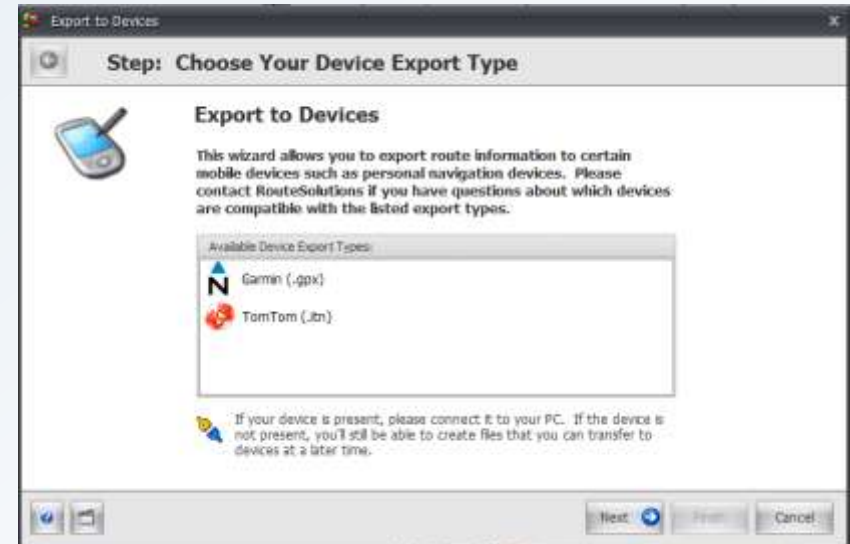 Export to Devices
x
Step: Choose Your Device Export Type
Export to Devices
This wizard allows you to export route information to certain
mobile devices such as personal navigation devices. Please
contact RouteSolutions if you have questions about which devices
are compatible with the listed export types.
Available Device Export Types:
N Garmin (.gpx)
TomTom (.itn)
If your device is present, please connect it to your PC. If the device is
not present, you'll still be able to create files that you can transfer to
devices at a later time.
Next Finish Cancel